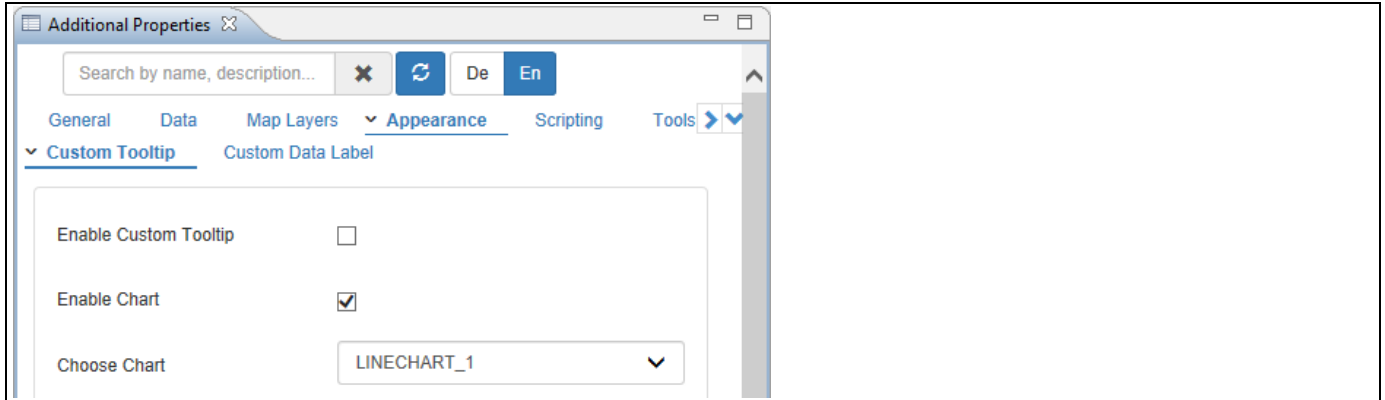 Additional Properties
Search by name, description... De En
General Data Map Layers Appearance Scripting Tools
Custom Tooltip Custom Data Label
Enable Custom Tooltip
Enable Chart
Choose Chart LINECHART_1